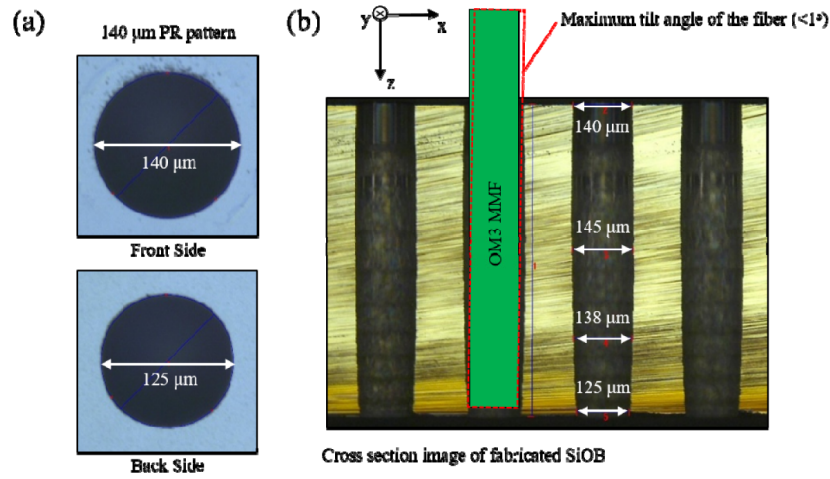 (a)
140 μm PR pattern
140 μm
Front Side
125 μm
Back Side
(b)
y
x
z
Maximum tilt angle of the fiber (<1°)
OM3 MMF
140 μm
145 μm
138 μm
125 μm
Cross section image of fabricated SiOB